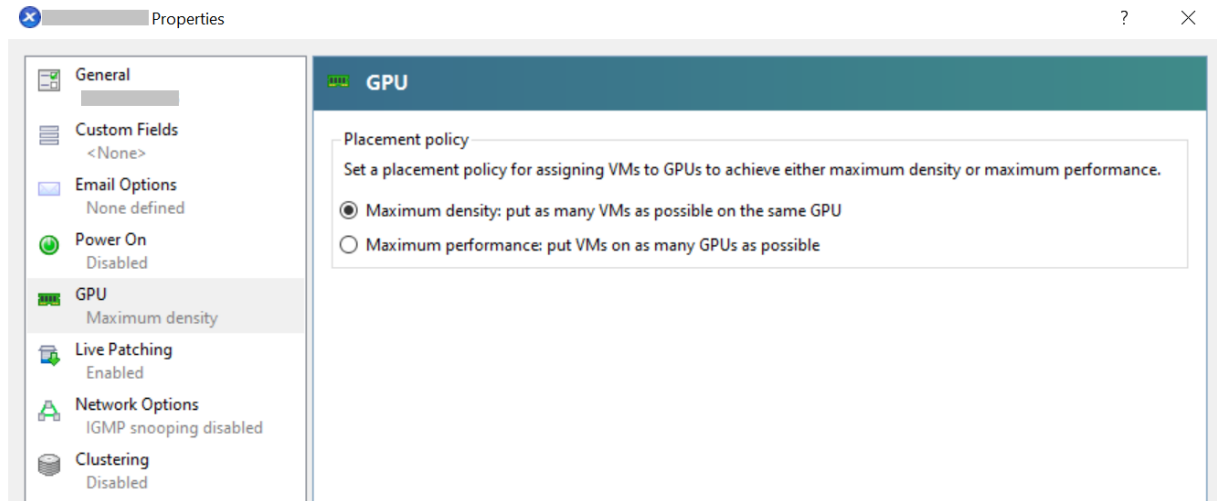 Properties
?
General
Custom Fields
<None>
Email Options
None defined
Power On
Disabled
GPU
Maximum density
Live Patching
Enabled
Network Options
IGMP snooping disabled
Clustering
Disabled
GPU
Placement policy
Set a placement policy for assigning VMs to GPUs to achieve either maximum density or maximum performance.
Maximum density: put as many VMs as possible on the same GPU
Maximum performance: put VMs on as many GPUs as possible